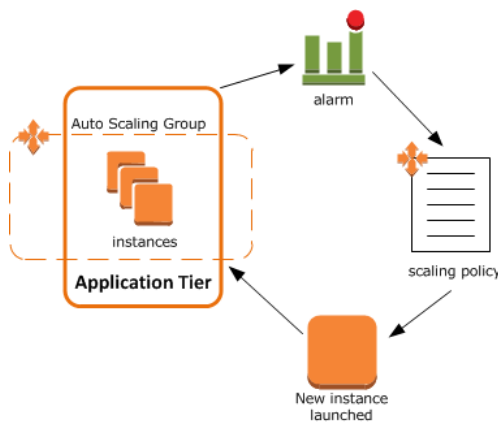 alarm
Auto Scaling Group
instances
Application Tier
scaling policy
New instance
launched